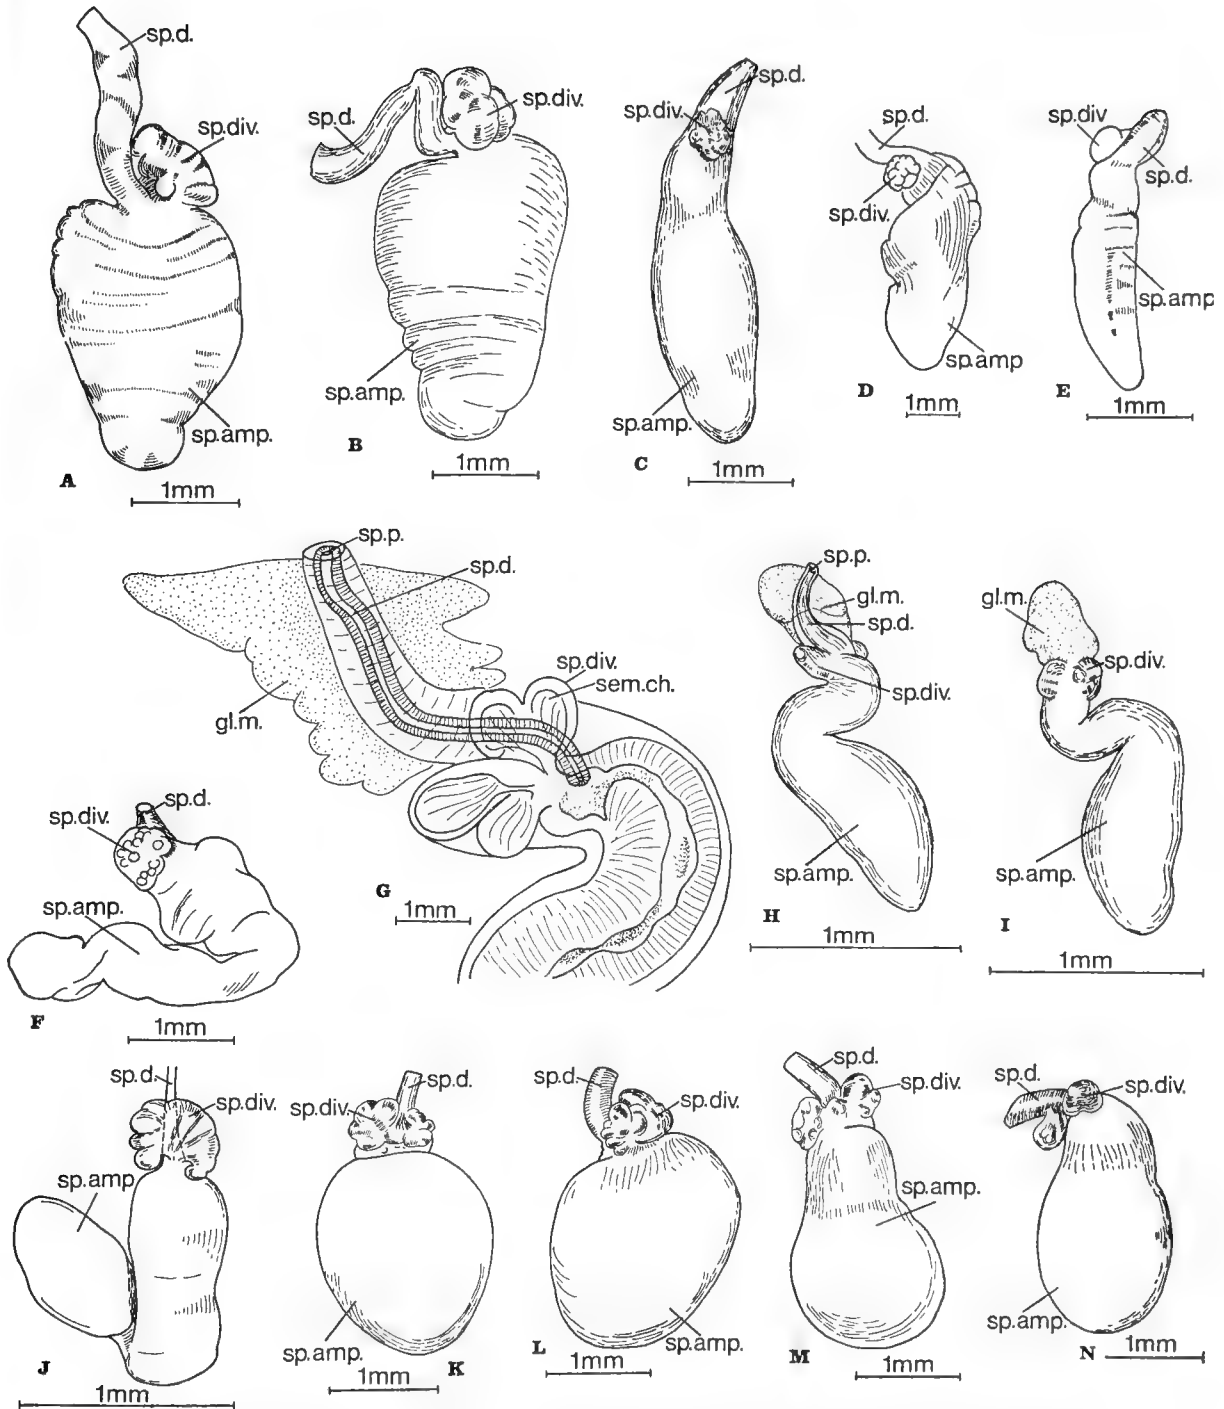 sp.d.
sp.div.
sp.amp.
A
1mm
sp.d.
sp.div.
sp.amp.
B
1mm
sp.d.
sp.div.
sp.amp.
C
1mm
sp.d.
sp.div.
sp.amp
D
1mm
sp.div
sp.d.
sp.amp
E
1mm
sp.d.
sp.div.
sp.amp.
F
1mm
sp.p.
sp.d.
sp.div.
sem.ch.
gl.m.
G
1mm
sp.p.
gl.m.
sp.d.
sp.div.
sp.amp.
H
1mm
gl.m.
sp.div.
sp.amp.
I
1mm
sp.d.
sp.div.
sp.amp
J
1mm
sp.d.
sp.div.
sp.amp.
K
1mm
sp.d.
sp.div.
sp.amp.
L
1mm
sp.d.
sp.div.
sp.amp.
M
1mm
sp.d.
sp.div.
sp.amp.
N
1mm